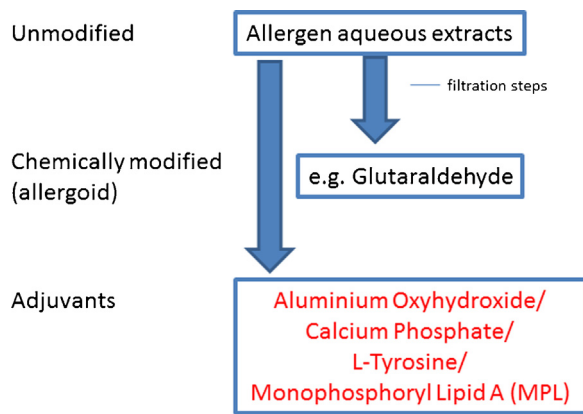 Unmodified
Allergen aqueous extracts
filtration steps
Chemically modified
(allergoid)
e.g. Glutaraldehyde
Adjuvants
Aluminium Oxyhydroxide/
Calcium Phosphate/
L-Tyrosine/
Monophosphoryl Lipid A (MPL)